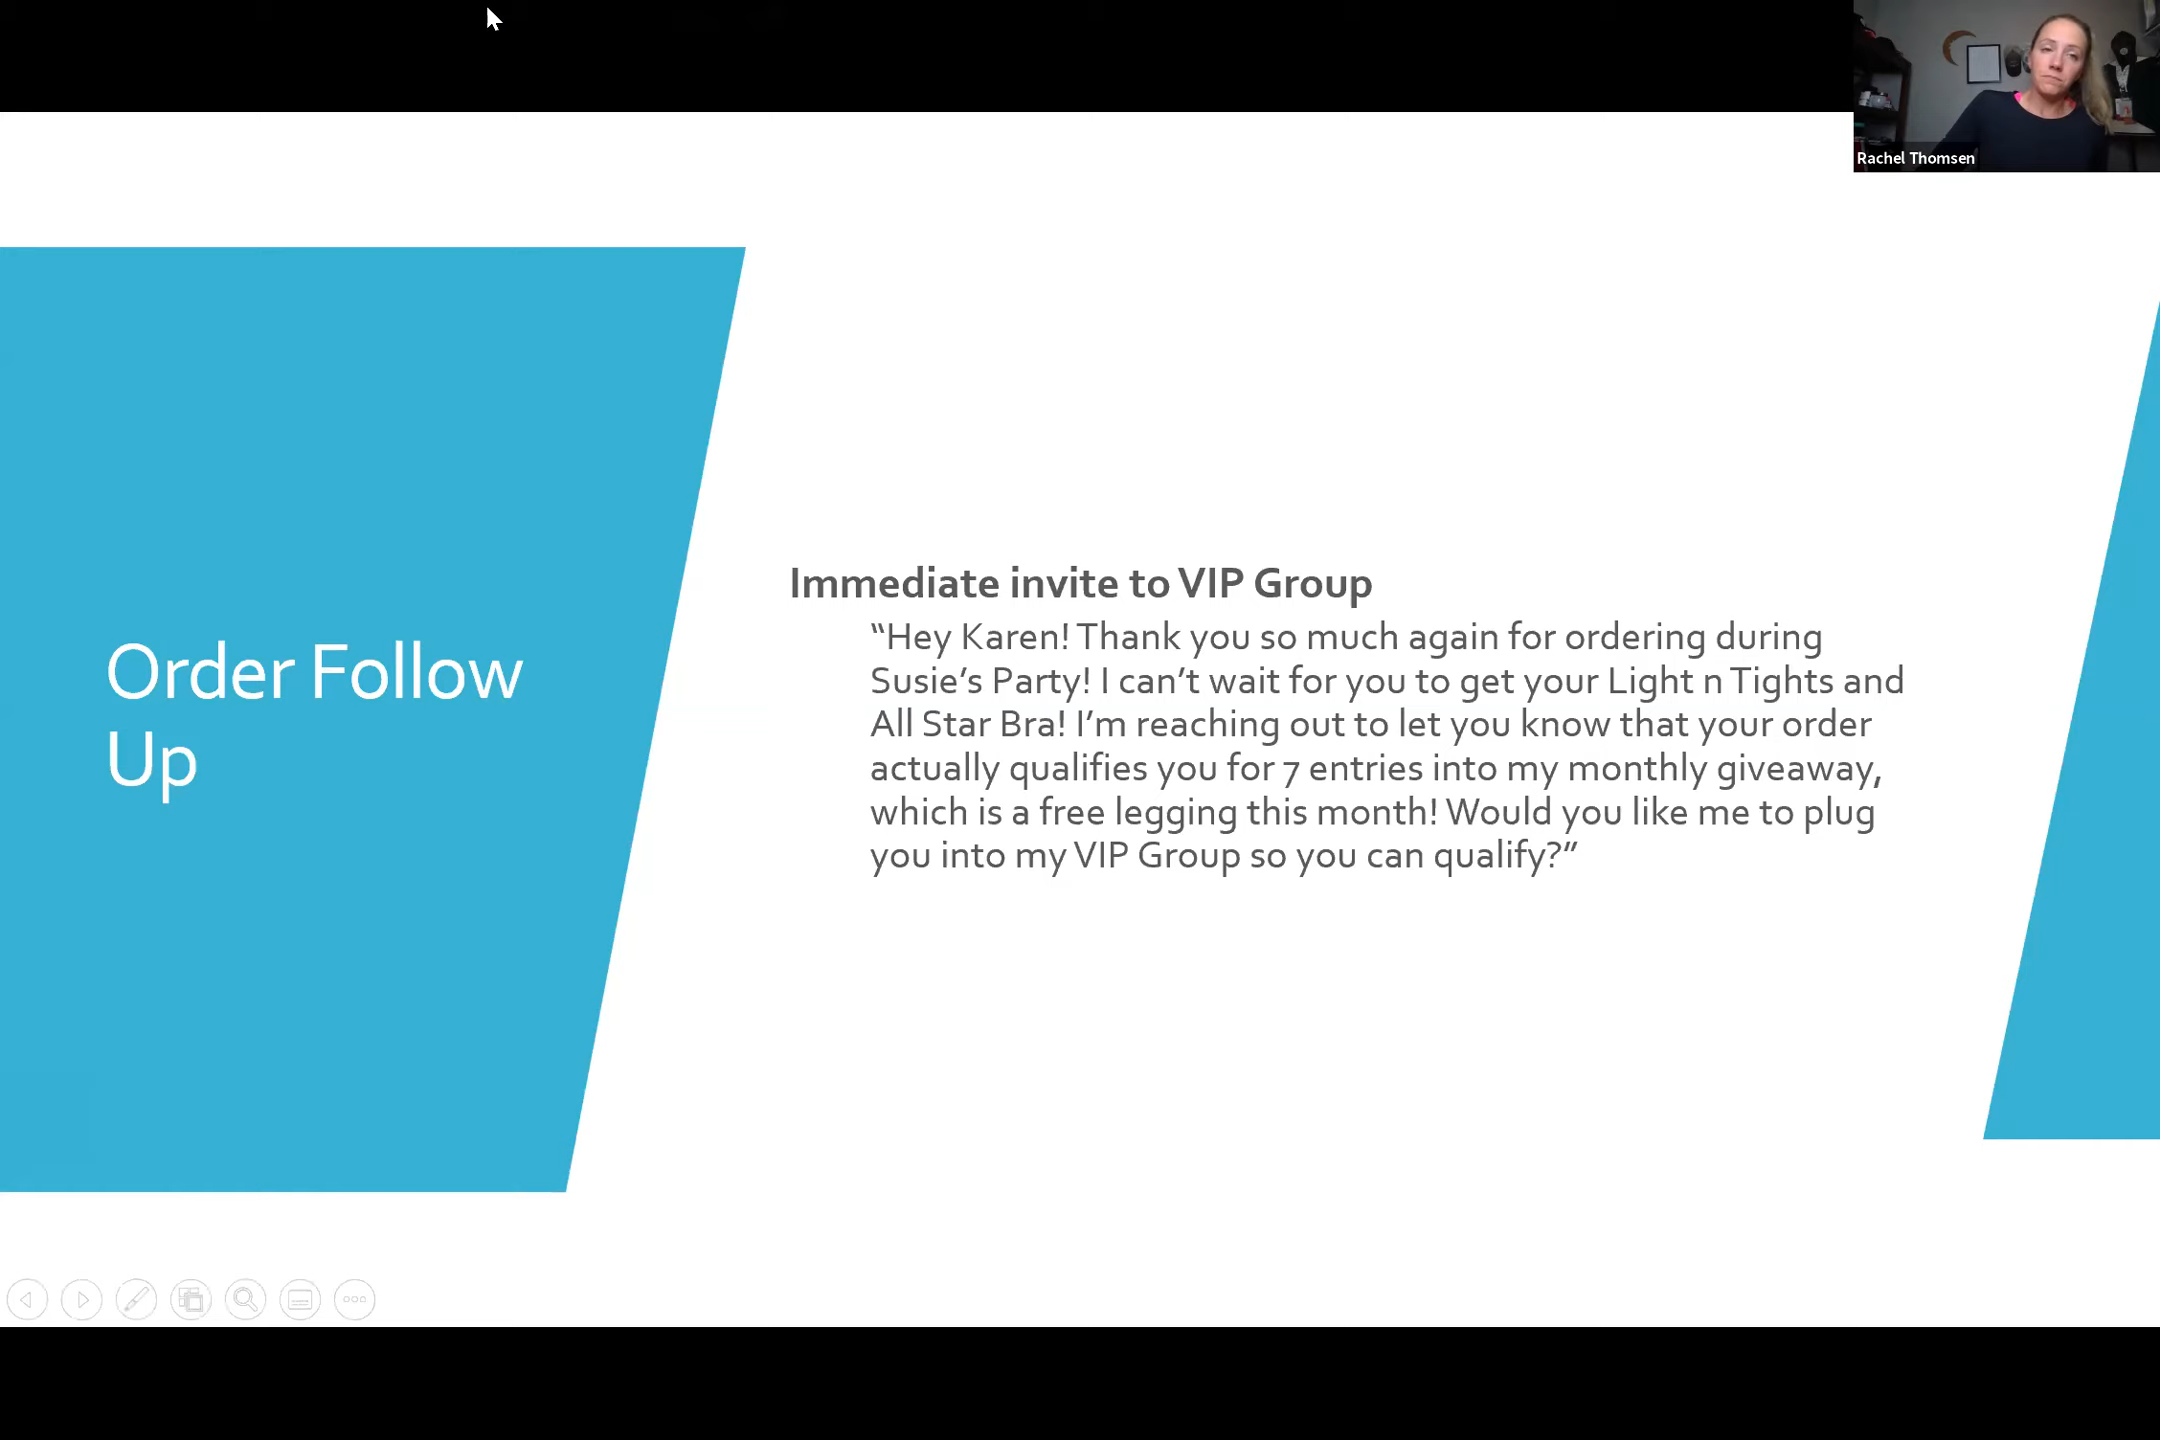 Rachel Thomsen
Order Follow
Up
Immediate invite to VIP Group
“Hey Karen! Thank you so much again for ordering during
Susie’s Party! I can’t wait for you to get your Light n Tights and
All Star Bra! I’m reaching out to let you know that your order
actually qualifies you for 7 entries into my monthly giveaway,
which is a free legging this month! Would you like me to plug
you into my VIP Group so you can qualify?”